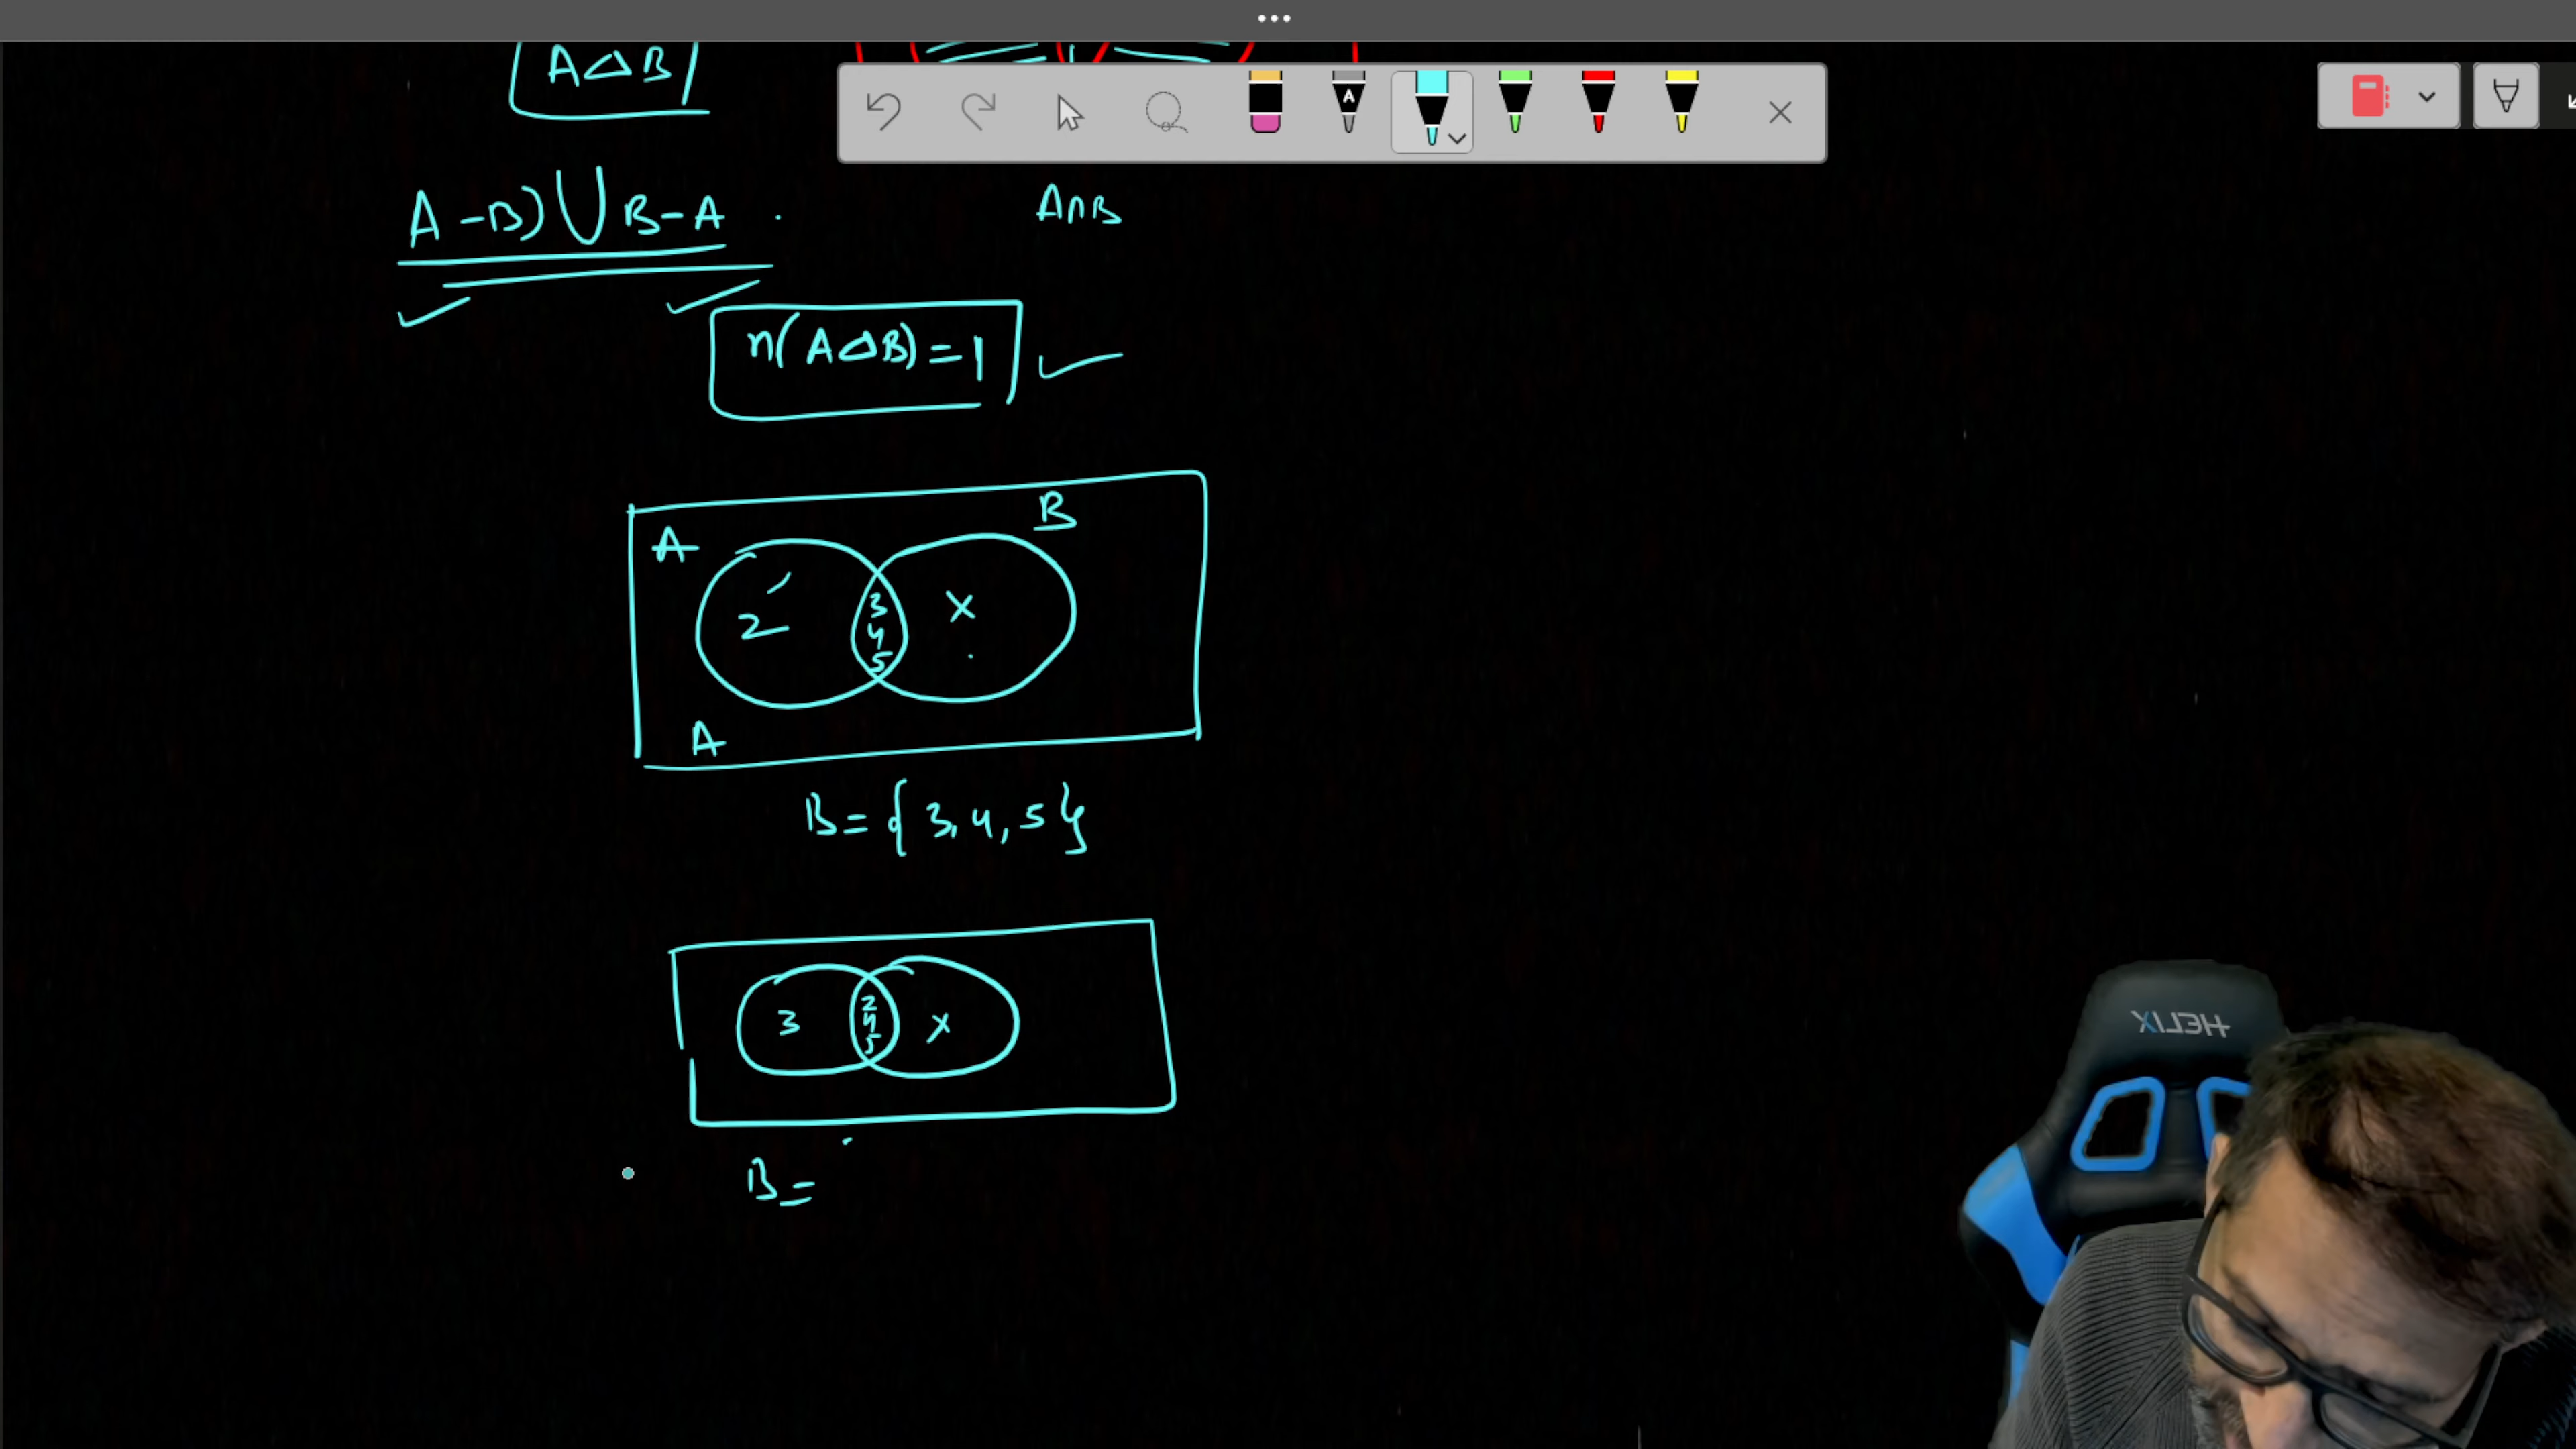 A△B
A-B)∪B-A .
A∩B
n(A△B)=1
B
A
2
3
4
5
x
A
B={3,4,5}
3
2
4
5
x
B=
HELIX
A